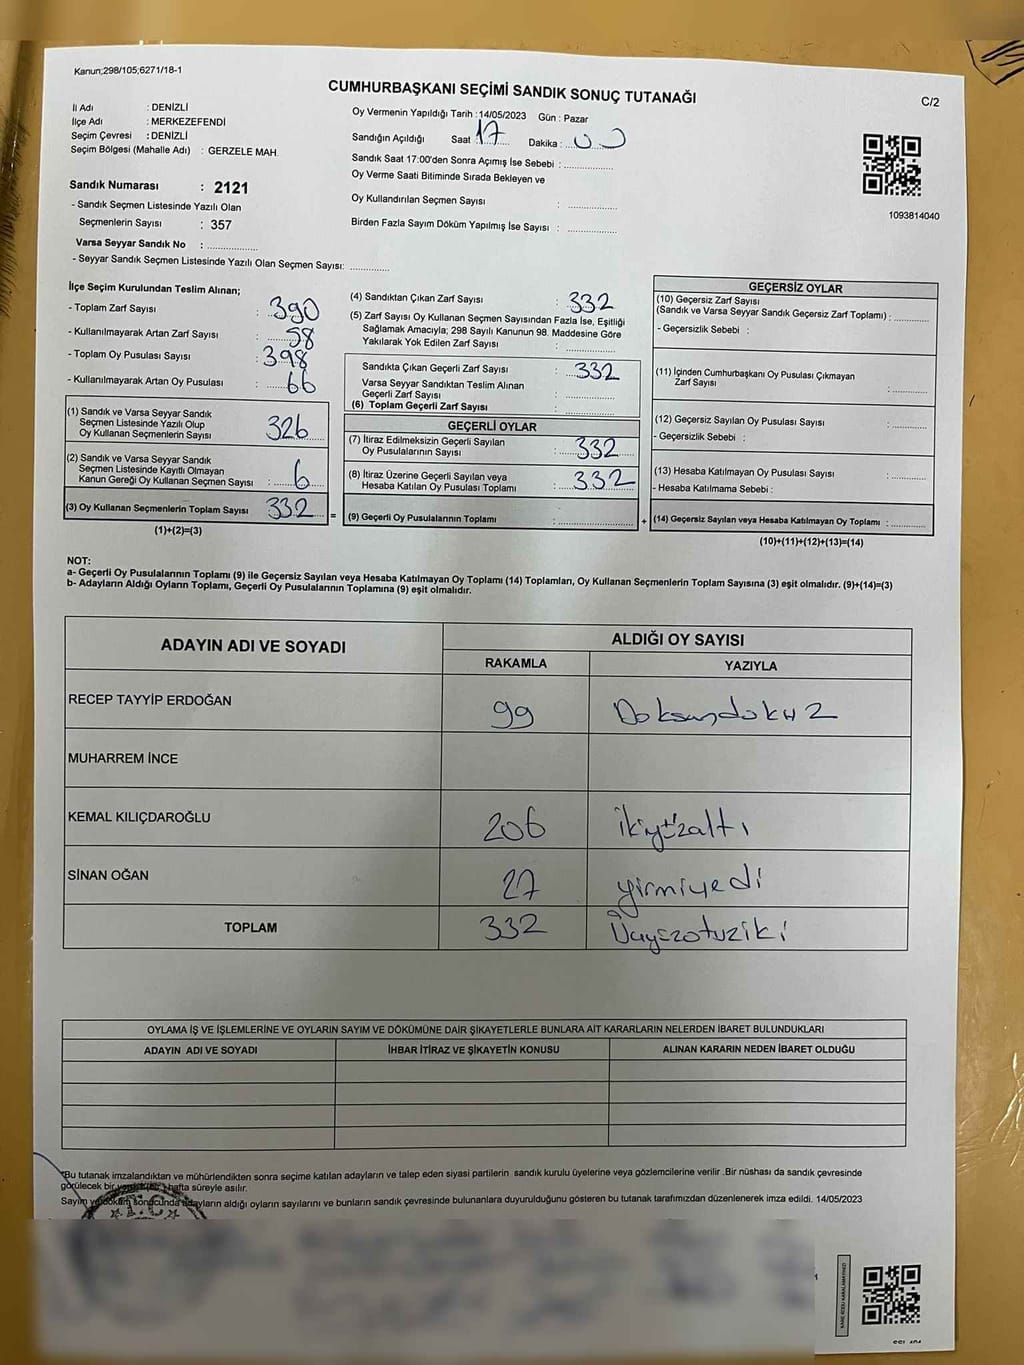 Kanun;298/105;6271/18-1
CUMHURBAŞKANI SEÇİMİ SANDIK SONUÇ TUTANAĞI
C/2
İl Adı : DENİZLİ
İlçe Adı : MERKEZEFENDİ
Seçim Çevresi : DENİZLİ
Seçim Bölgesi (Mahalle Adı) : GERZELE MAH.
Sandık Numarası : 2121
- Sandık Seçmen Listesinde Yazılı Olan
Seçmenlerin Sayısı : 357
Varsa Seyyar Sandık No : ..............
- Seyyar Sandık Seçmen Listesinde Yazılı Olan Seçmen Sayısı: ............
Oy Vermenin Yapıldığı Tarih : 14/05/2023 Gün : Pazar
Sandığın Açıldığı Saat : 17 Dakika : 00
Sandık Saat 17:00'den Sonra Açımış İse Sebebi : ...............
Oy Verme Saati Bitiminde Sırada Bekleyen ve
Oy Kullandırılan Seçmen Sayısı : ...............
Birden Fazla Sayım Döküm Yapılmış İse Sayısı : ...............
1093814040
İlçe Seçim Kurulundan Teslim Alınan;
- Toplam Zarf Sayısı : 390
- Kullanılmayarak Artan Zarf Sayısı : 58
- Toplam Oy Pusulası Sayısı : 398
- Kullanılmayarak Artan Oy Pusulası : 66
(1) Sandık ve Varsa Seyyar Sandık
Seçmen Listesinde Yazılı Olup
Oy Kullanan Seçmenlerin Sayısı 326
(2) Sandık ve Varsa Seyyar Sandık
Seçmen Listesinde Kayıtlı Olmayan
Kanun Gereği Oy Kullanan Seçmen Sayısı : 6
(3) Oy Kullanan Seçmenlerin Toplam Sayısı 332
(1)+(2)=(3)
=
(4) Sandıktan Çıkan Zarf Sayısı : 332
(5) Zarf Sayısı Oy Kullanan Seçmen Sayısından Fazla İse, Eşitliği
Sağlamak Amacıyla; 298 Sayılı Kanunun 98. Maddesine Göre
Yakılarak Yok Edilen Zarf Sayısı : ...............
Sandıkta Çıkan Geçerli Zarf Sayısı : 332
Varsa Seyyar Sandıktan Teslim Alınan
Geçerli Zarf Sayısı : ...............
(6) Toplam Geçerli Zarf Sayısı : ...............
GEÇERLİ OYLAR
(7) İtiraz Edilmeksizin Geçerli Sayılan
Oy Pusulalarının Sayısı : 332
(8) İtiraz Üzerine Geçerli Sayılan veya
Hesaba Katılan Oy Pusulası Toplamı : 332
(9) Geçerli Oy Pusulalarının Toplamı : ...............
+
GEÇERSİZ OYLAR
(10) Geçersiz Zarf Sayısı
(Sandık ve Varsa Seyyar Sandık Geçersiz Zarf Toplamı) : ...........
- Geçersizlik Sebebi :
(11) İçinden Cumhurbaşkanı Oy Pusulası Çıkmayan
Zarf Sayısı : ...........
(12) Geçersiz Sayılan Oy Pusulası Sayısı : ...........
- Geçersizlik Sebebi :
(13) Hesaba Katılmayan Oy Pusulası Sayısı : ...........
- Hesaba Katılmama Sebebi :
(14) Geçersiz Sayılan veya Hesaba Katılmayan Oy Toplamı : ...........
(10)+(11)+(12)+(13)=(14)
NOT:
a- Geçerli Oy Pusulalarının Toplamı (9) ile Geçersiz Sayılan veya Hesaba Katılmayan Oy Toplamı (14) Toplamları, Oy Kullanan Seçmenlerin Toplam Sayısına (3) eşit olmalıdır. (9)+(14)=(3)
b- Adayların Aldığı Oyların Toplamı, Geçerli Oy Pusulalarının Toplamına (9) eşit olmalıdır.
ADAYIN ADI VE SOYADI
ALDIĞI OY SAYISI
RAKAMLA YAZIYLA
RECEP TAYYİP ERDOĞAN 99 Doksandokuz
MUHARREM İNCE
KEMAL KILIÇDAROĞLU 206 İkiyüzaltı
SİNAN OĞAN 27 yirmiyedi
TOPLAM 332 Üçyüzotuziki
OYLAMA İŞ VE İŞLEMLERİNE VE OYLARIN SAYIM VE DÖKÜMÜNE DAİR ŞİKAYETLERLE BUNLARA AİT KARARLARIN NELERDEN İBARET BULUNDUKLARI
ADAYIN ADI VE SOYADI İHBAR İTİRAZ VE ŞİKAYETİN KONUSU ALINAN KARARIN NEDEN İBARET OLDUĞU
*Bu tutanak imzalandıktan ve mühürlendikten sonra seçime katılan adayların ve talep eden siyasi partilerin sandık kurulu üyelerine veya gözlemcilerine verilir. Bir nüshası da sandık çevresinde
görülecek bir yere bir hafta süreyle asılır.
Sayım ve döküm sonucunda adayların aldığı oyların sayılarını ve bunların sandık çevresinde bulunanlara duyurulduğunu gösteren bu tutanak tarafımızdan düzenlenerek imza edildi. 14/05/2023
T.C.